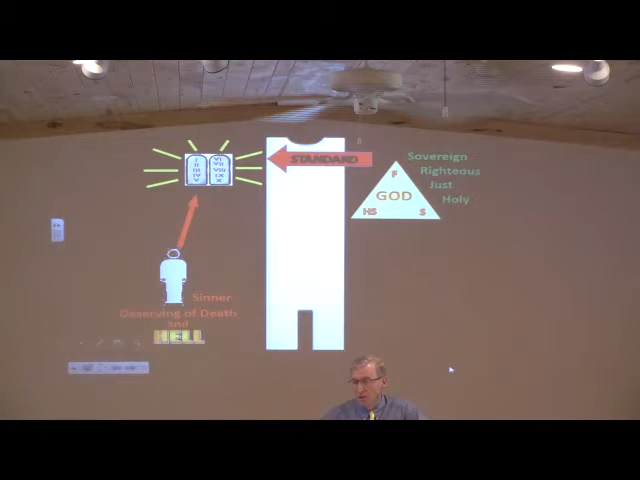 STANDARD
Sovereign
Righteous
Just
Holy
F
GOD
HS S
Sinner
Deserving of Death
and
HELL